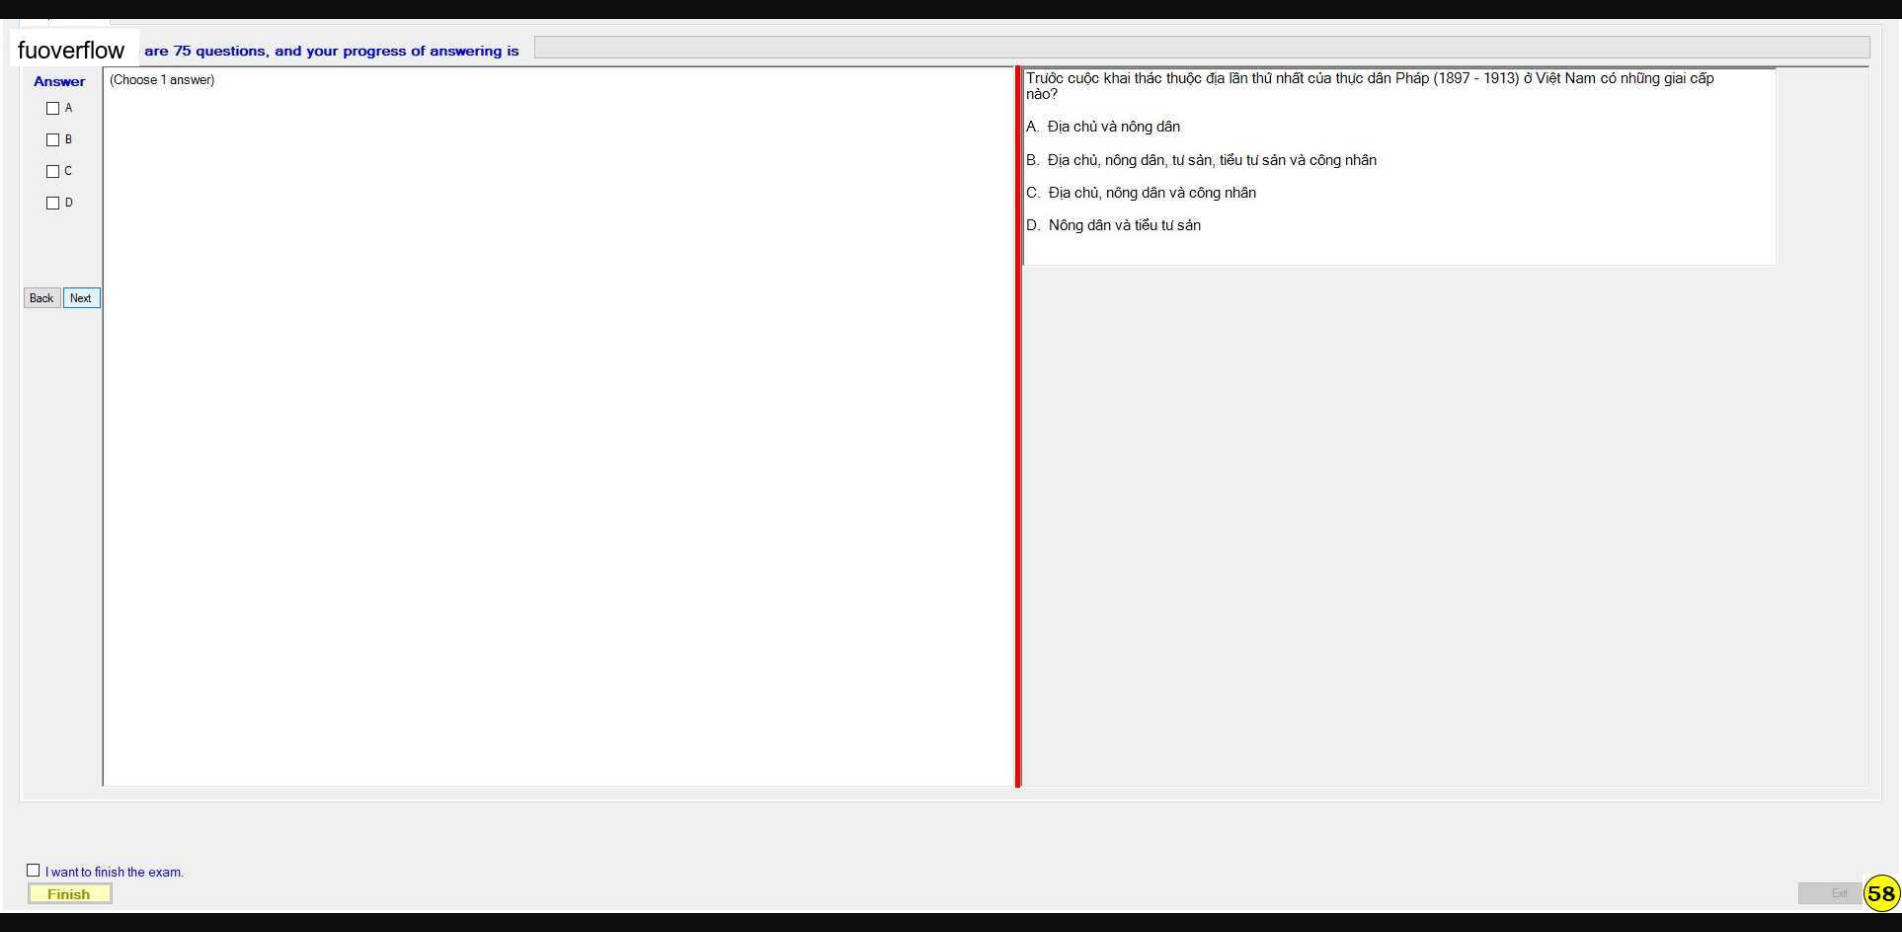 fuoverflow are 75 questions, and your progress of answering is
Answer
(Choose 1 answer)
A
B
C
D
Back Next
Trước cuộc khai thác thuộc địa lần thứ nhất của thực dân Pháp (1897 - 1913) ở Việt Nam có những giai cấp
nào?
A. Địa chủ và nông dân
B. Địa chủ, nông dân, tư sản, tiểu tư sản và công nhân
C. Địa chủ, nông dân và công nhân
D. Nông dân và tiểu tư sản
I want to finish the exam.
Finish
Exit
58